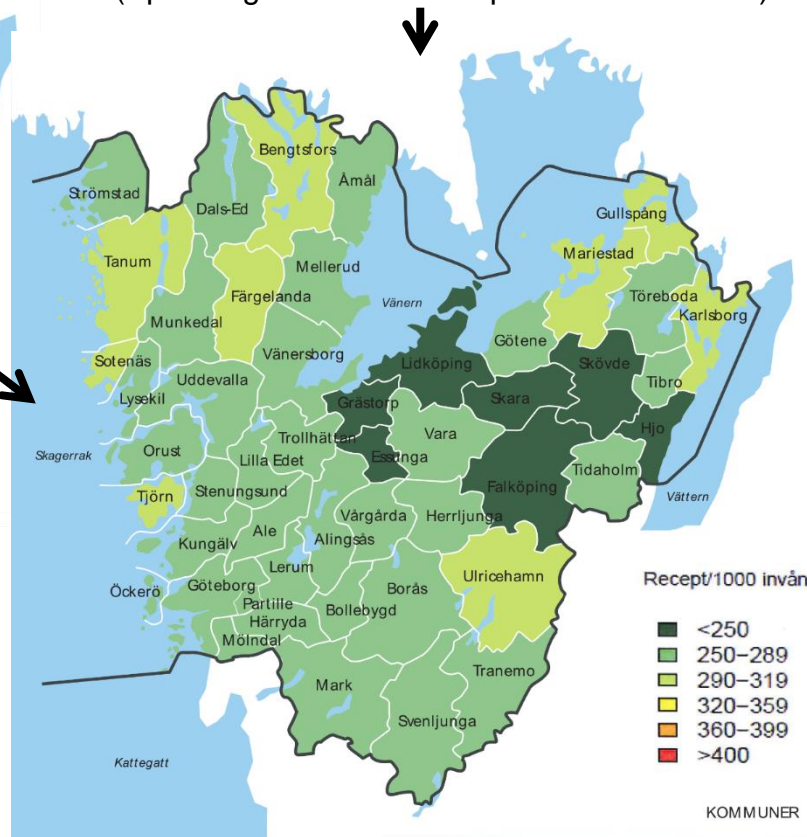 Bengtsfors
Åmål
Strömstad
Dals-Ed
Gullspång
Tanum
Mariestad
Mellerud
Färgelanda
Vänern
Töreboda
Karlsborg
Munkedal
Götene
Vänersborg
Sotenäs
Lidköping
Skövde
Uddevalla
Tibro
Lysekil
Grästorp
Skara
Hjo
Trollhättan
Vara
Skagerrak
Orust
Lilla Edet
Essunga
Tidaholm
Falköping
Tjörn
Stenungsund
Vättern
Vårgårda
Herrljunga
Ale
Kungälv
Alingsås
Lerum
Ulricehamn
Recept/1000 invån
Öckerö
Göteborg
Borås
Partille
Bollebygd
Härryda
Mölndal
<250
250–289
290–319
320–359
360–399
>400
Tranemo
Mark
Svenljunga
Kattegatt
KOMMUNER